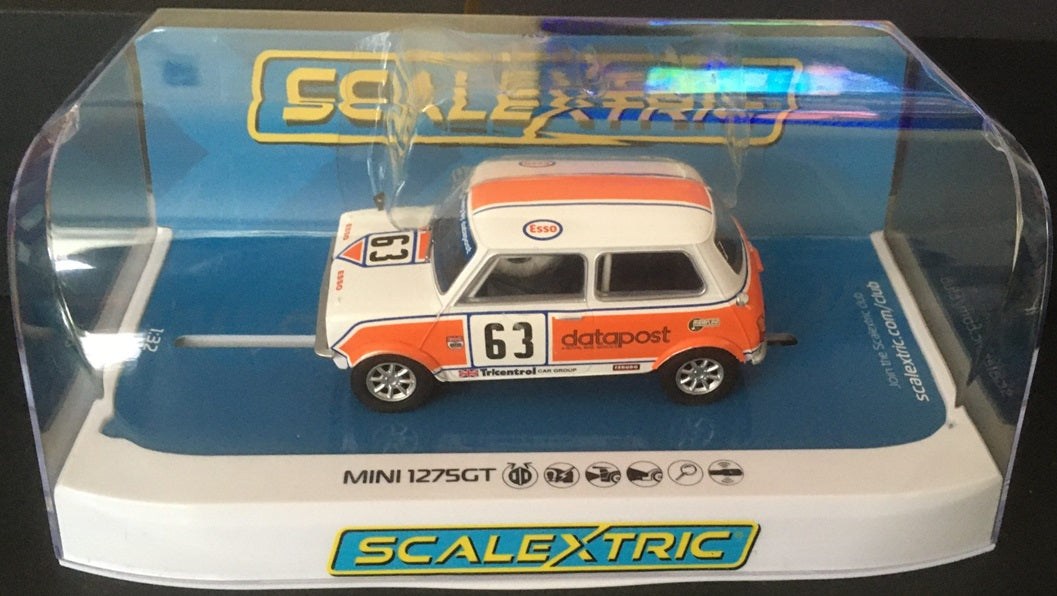 SCALEXTRIC
Esso
Esso
ESSO
63
ESSO
63
datapost
Tricentrol CAR GROUP
Join the Scalextric club
scalextric.com/club
MINI 1275GT
SCALEXTRIC